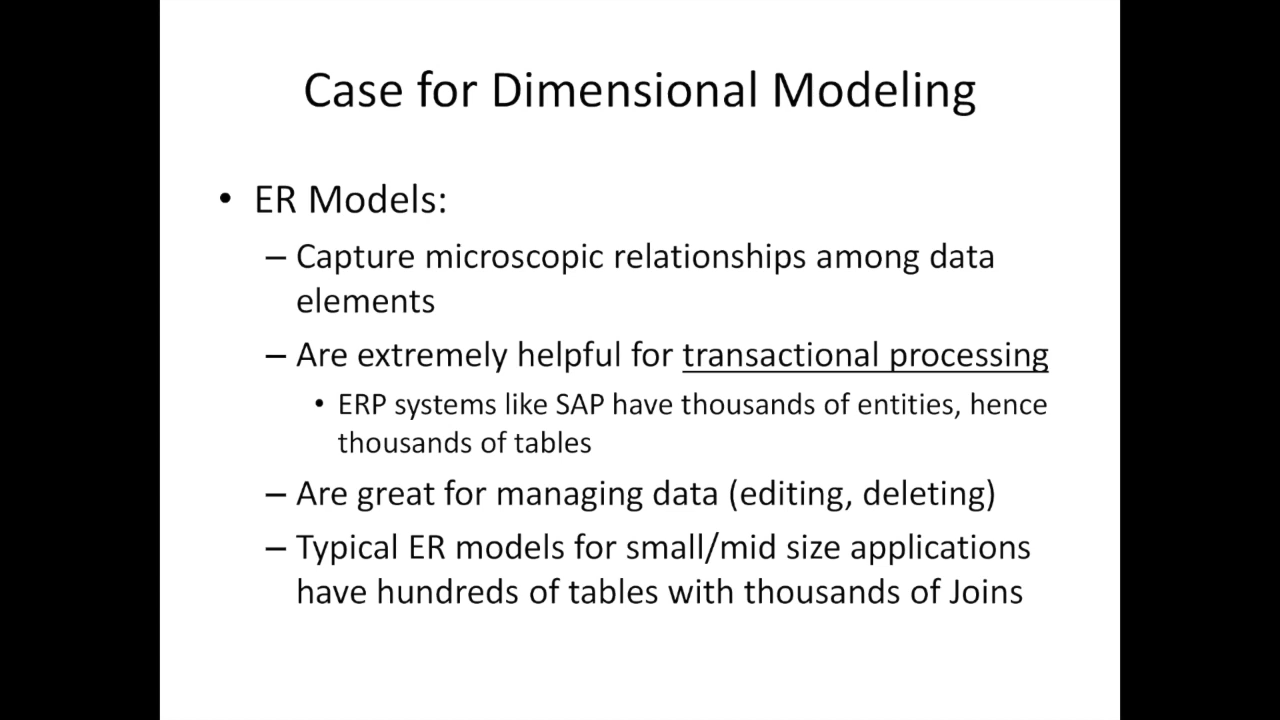 Case for Dimensional Modeling
• ER Models:
– Capture microscopic relationships among data
elements
– Are extremely helpful for transactional processing
• ERP systems like SAP have thousands of entities, hence
thousands of tables
– Are great for managing data (editing, deleting)
– Typical ER models for small/mid size applications
have hundreds of tables with thousands of Joins